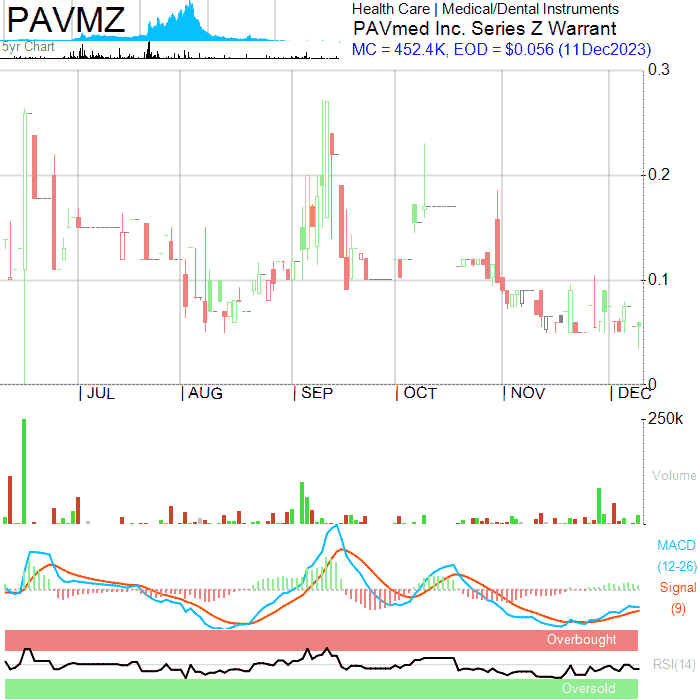 PAVMZ
5yr Chart
Health Care | Medical/Dental Instruments
PAVmed Inc. Series Z Warrant
MC = 452.4K, EOD = $0.056 (11Dec2023)
0.3
0.2
0.1
0
| JUL
| AUG
| SEP
| OCT
| NOV
| DEC
250k
Volume
MACD
(12-26)
Signal
(9)
Overbought
RSI(14)
Oversold